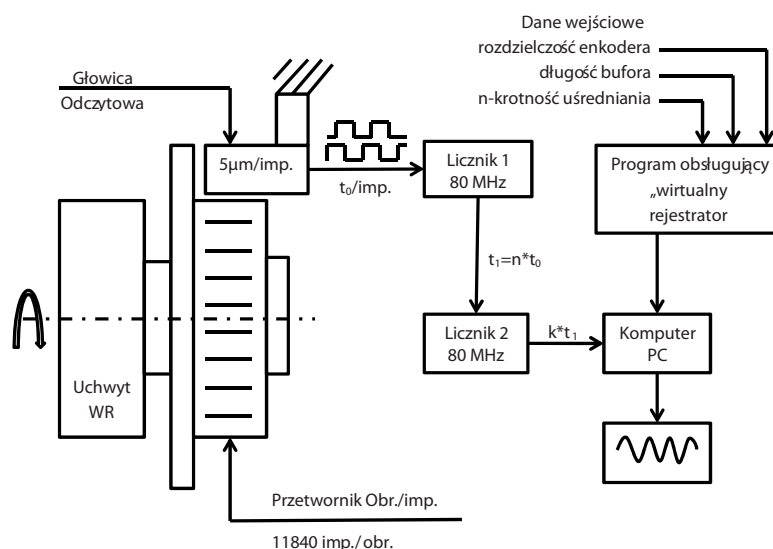 Dane wejściowe
rozdzielczość enkodera
długość bufora
n-krotność uśredniania
Głowica
Odczytowa
5µm/imp.
t₀/imp.
Licznik 1
80 MHz
Program obsługujący
„wirtualny
rejestrator
t₁=n*t₀
Licznik 2
80 MHz
k*t₁
Komputer
PC
Uchwyt
WR
Przetwornik Obr./imp.
11840 imp./obr.